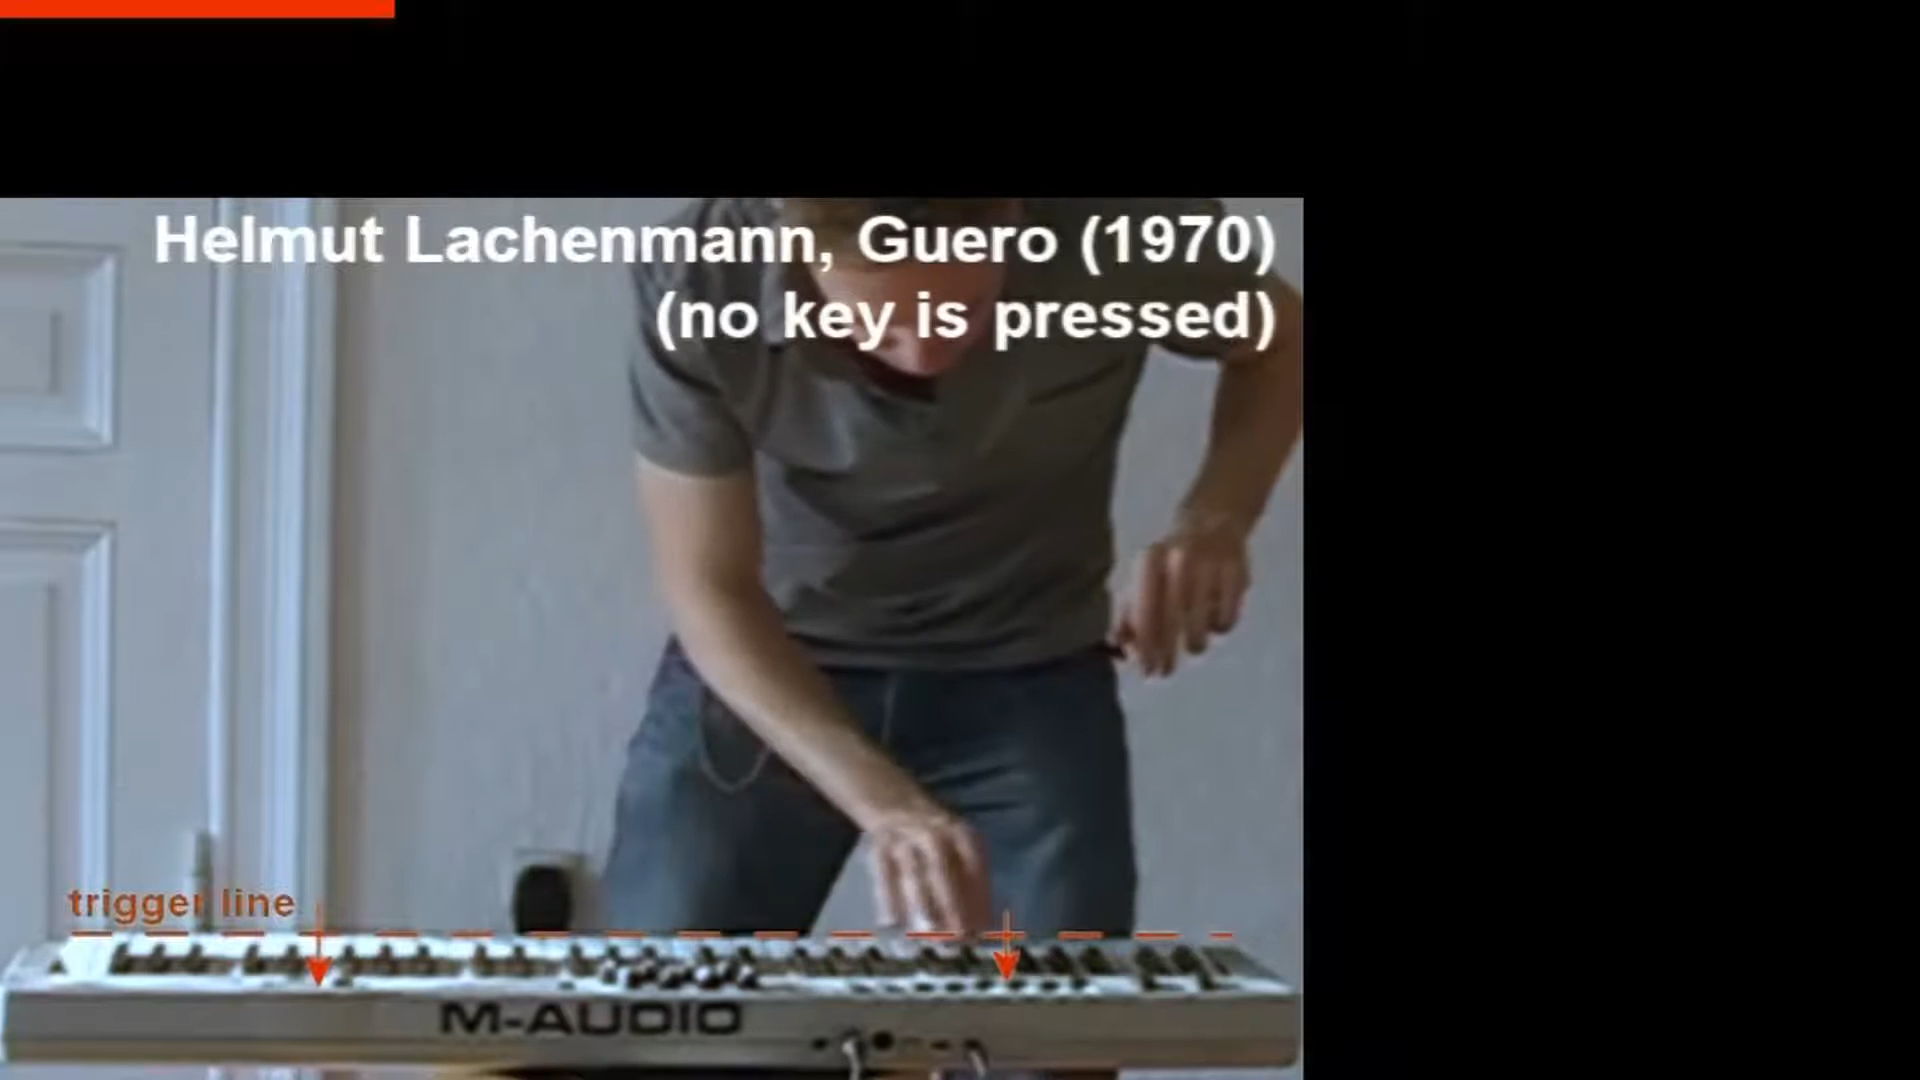 Helmut Lachenmann, Guero (1970)
(no key is pressed)
trigger line
M-AUDIO